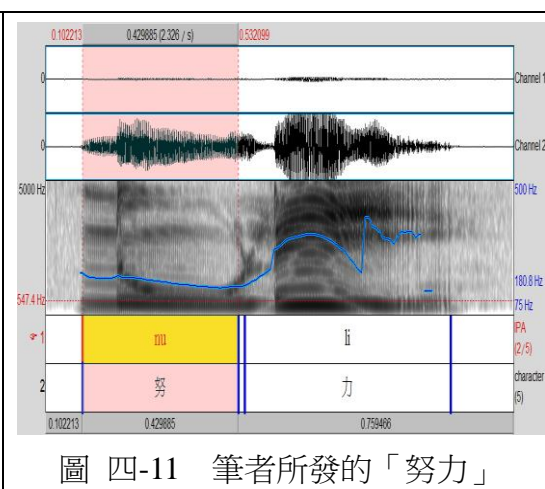 0.102213 0.429885 (2.326 / s) 0.532099
0 Channel 1
0 Channel 2
5000 Hz 500 Hz
180.8 Hz
547.4 Hz 75 Hz
1 nu li IPA
(2/5)
2 努 力 character
(5)
0.102213 0.429885 0.759466
圖 四-11 筆者所發的「努力」